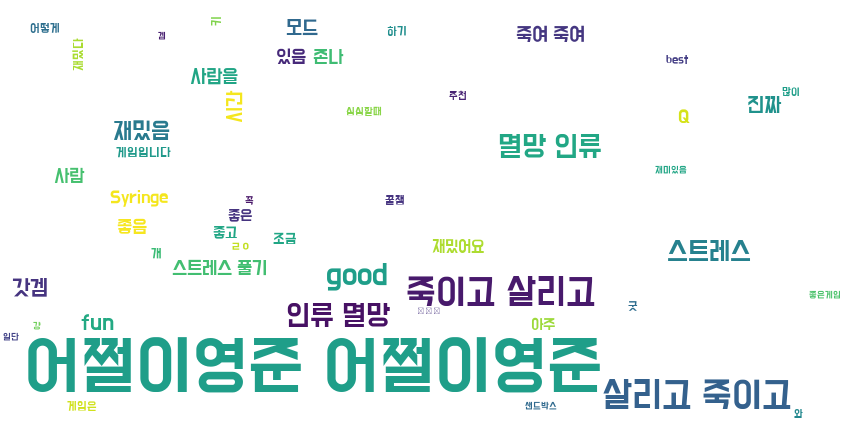 어떻게
겜
키
모드
하기
죽여 죽여
재밌다
있음 존나
best
사람을
시간
많이
추천
심심할때
진짜
Q
재밌음
게임입니다
멸망 인류
재미있음
사람
Syringe
꼭
꿀잼
좋은
좋음
좋고
조금
ㄹㅇ
재밌어요
개
스트레스 풀기
스트레스
good
갓겜
죽이고 살리고
좋은게임
인류 멸망
굿
fun
강
아주
일단
어쩔이영준 어쩔이영준
살리고 죽이고
게임은
샌드박스
와